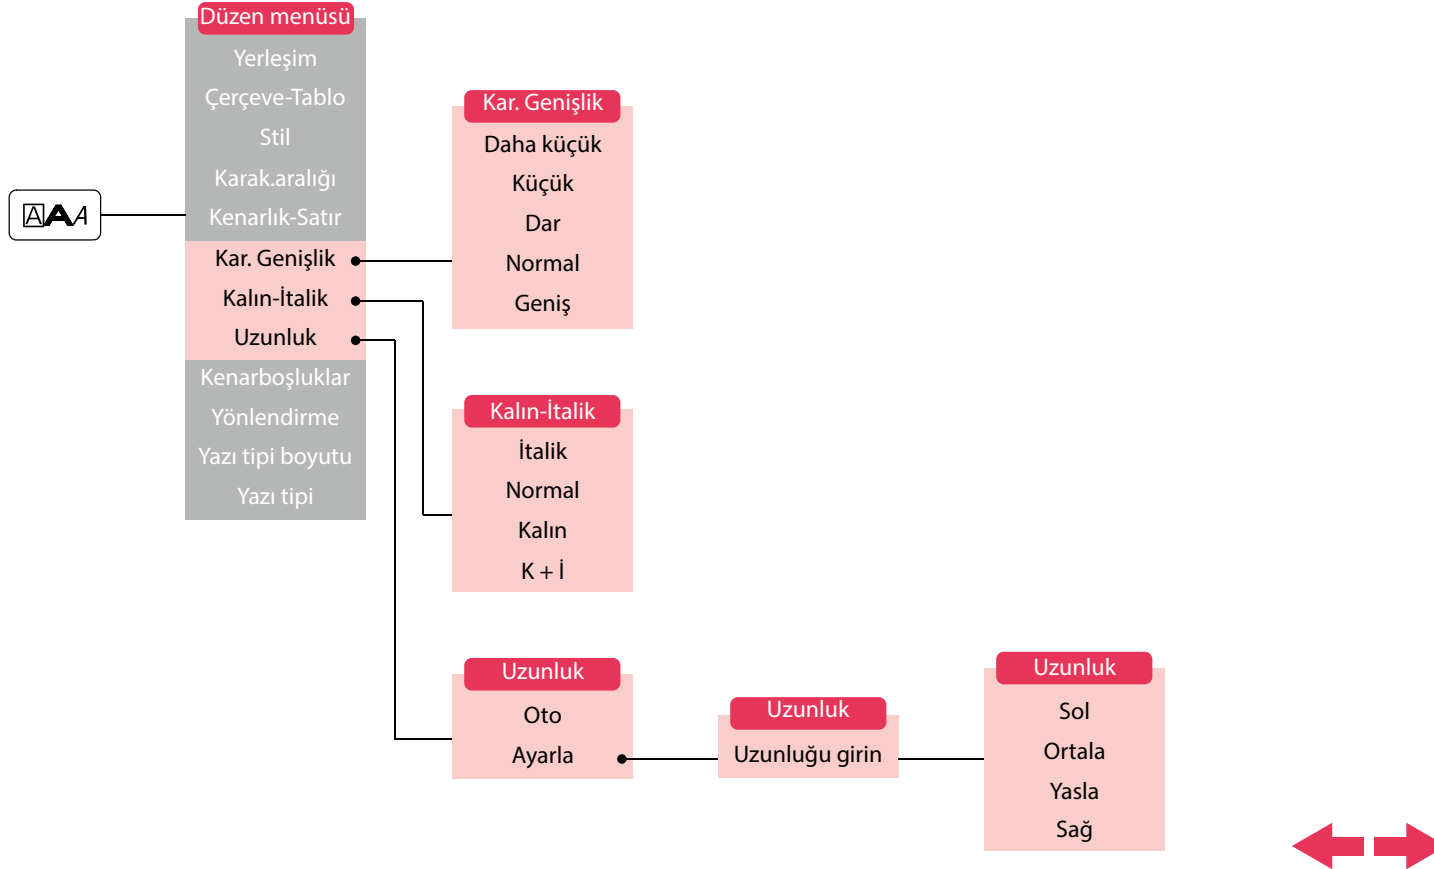 Düzen menüsü
Yerleşim
Çerçeve-Tablo
Stil
Karak.aralığı
Kenarlık-Satır
Kar. Genişlik
Kalın-İtalik
Uzunluk
Kenarboşluklar
Yönlendirme
Yazı tipi boyutu
Yazı tipi
AAA
Kar. Genişlik
Daha küçük
Küçük
Dar
Normal
Geniş
Kalın-İtalik
İtalik
Normal
Kalın
K + İ
Uzunluk
Oto
Ayarla
Uzunluk
Uzunluğu girin
Uzunluk
Sol
Ortala
Yasla
Sağ